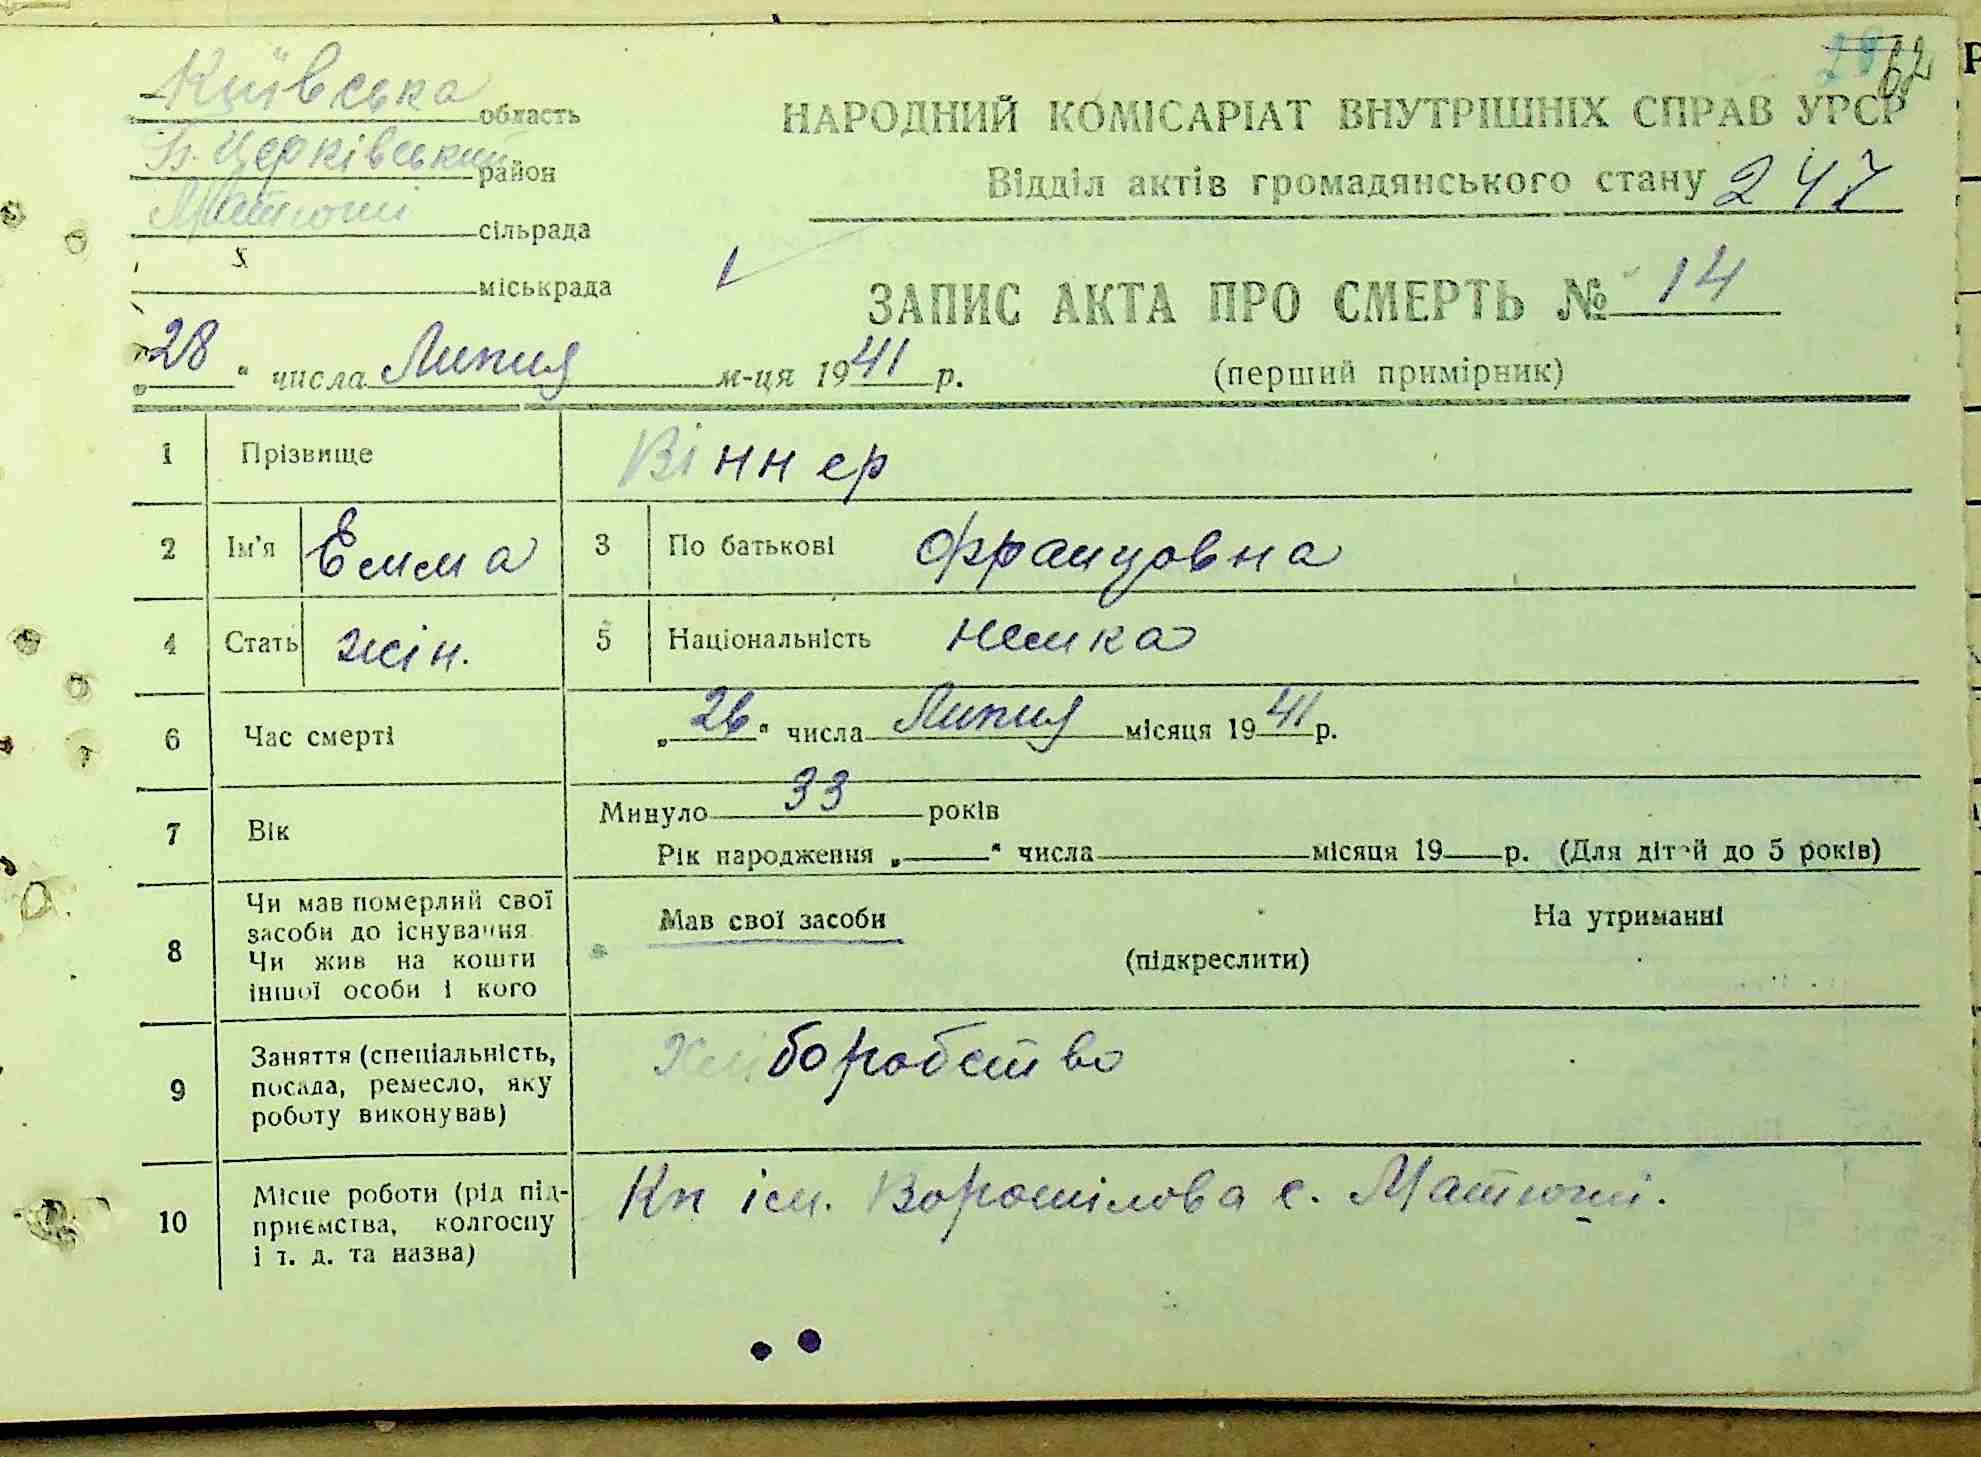 62
Київська область
НАРОДНИЙ КОМІСАРІАТ ВНУТРІШНІХ СПРАВ УРСР
Б. Церківський район
Відділ актів громадянського стану 247
Матюші сільрада
х міськрада
ЗАПИС АКТА ПРО СМЕРТЬ № 14
„28“ числа Липня м-ця 1941 р.
(перший примірник)
1 Прізвище Віннер
2 Ім'я Емма 3 По батькові Францовна
4 Стать жін. 5 Національність немка
6 Час смерті „26“ числа Липня місяця 1941 р.
7 Вік Минуло 33 років
Рік народження „ “ числа місяця 19 р. (Для дітей до 5 років)
8 Чи мав померлий свої
засоби до існування
Чи жив на кошти
іншої особи і кого
Мав свої засоби На утриманні
(підкреслити)
9 Заняття (спеціальність,
посада, ремесло, яку
роботу виконував)
Хліборобство
10 Місце роботи (рід під-
приємства, колгоспу
і т. д. та назва)
Кп ім. Ворошілова с. Матюші.